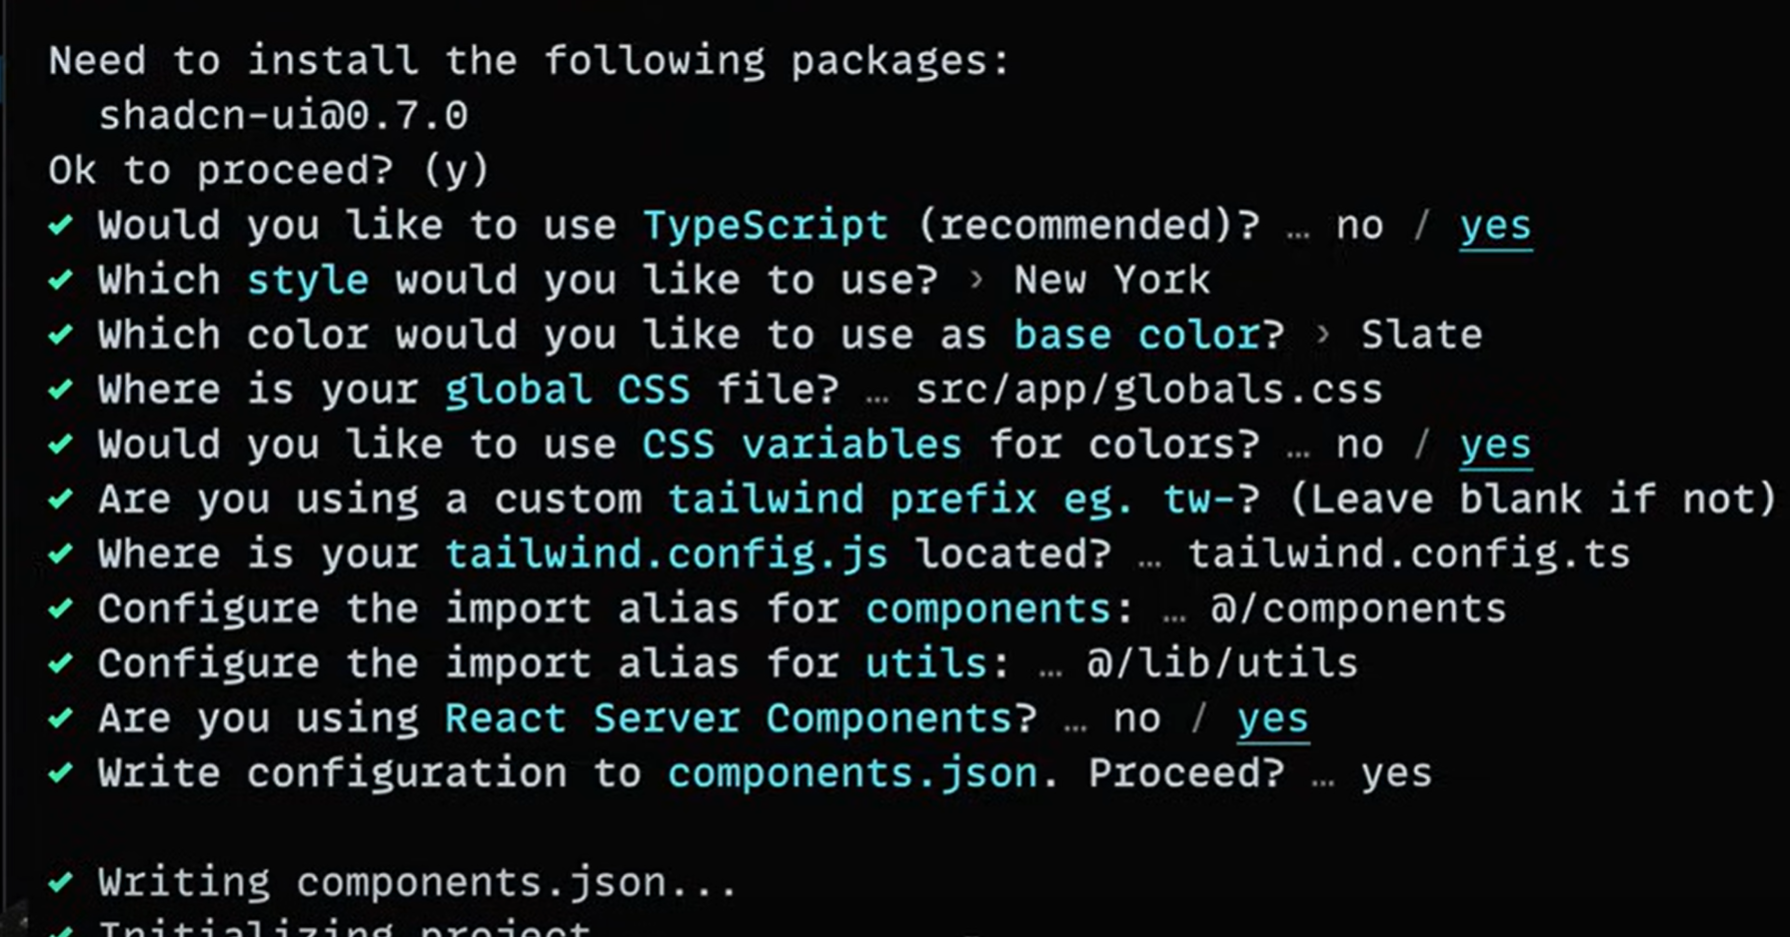 Need to install the following packages:
shadcn-ui@0.7.0
Ok to proceed? (y)
✔ Would you like to use TypeScript (recommended)? … no / yes
✔ Which style would you like to use? › New York
✔ Which color would you like to use as base color? › Slate
✔ Where is your global CSS file? … src/app/globals.css
✔ Would you like to use CSS variables for colors? … no / yes
✔ Are you using a custom tailwind prefix eg. tw-? (Leave blank if not)
✔ Where is your tailwind.config.js located? … tailwind.config.ts
✔ Configure the import alias for components: … @/components
✔ Configure the import alias for utils: … @/lib/utils
✔ Are you using React Server Components? … no / yes
✔ Write configuration to components.json. Proceed? … yes
✔ Writing components.json...
✔ Initializing project